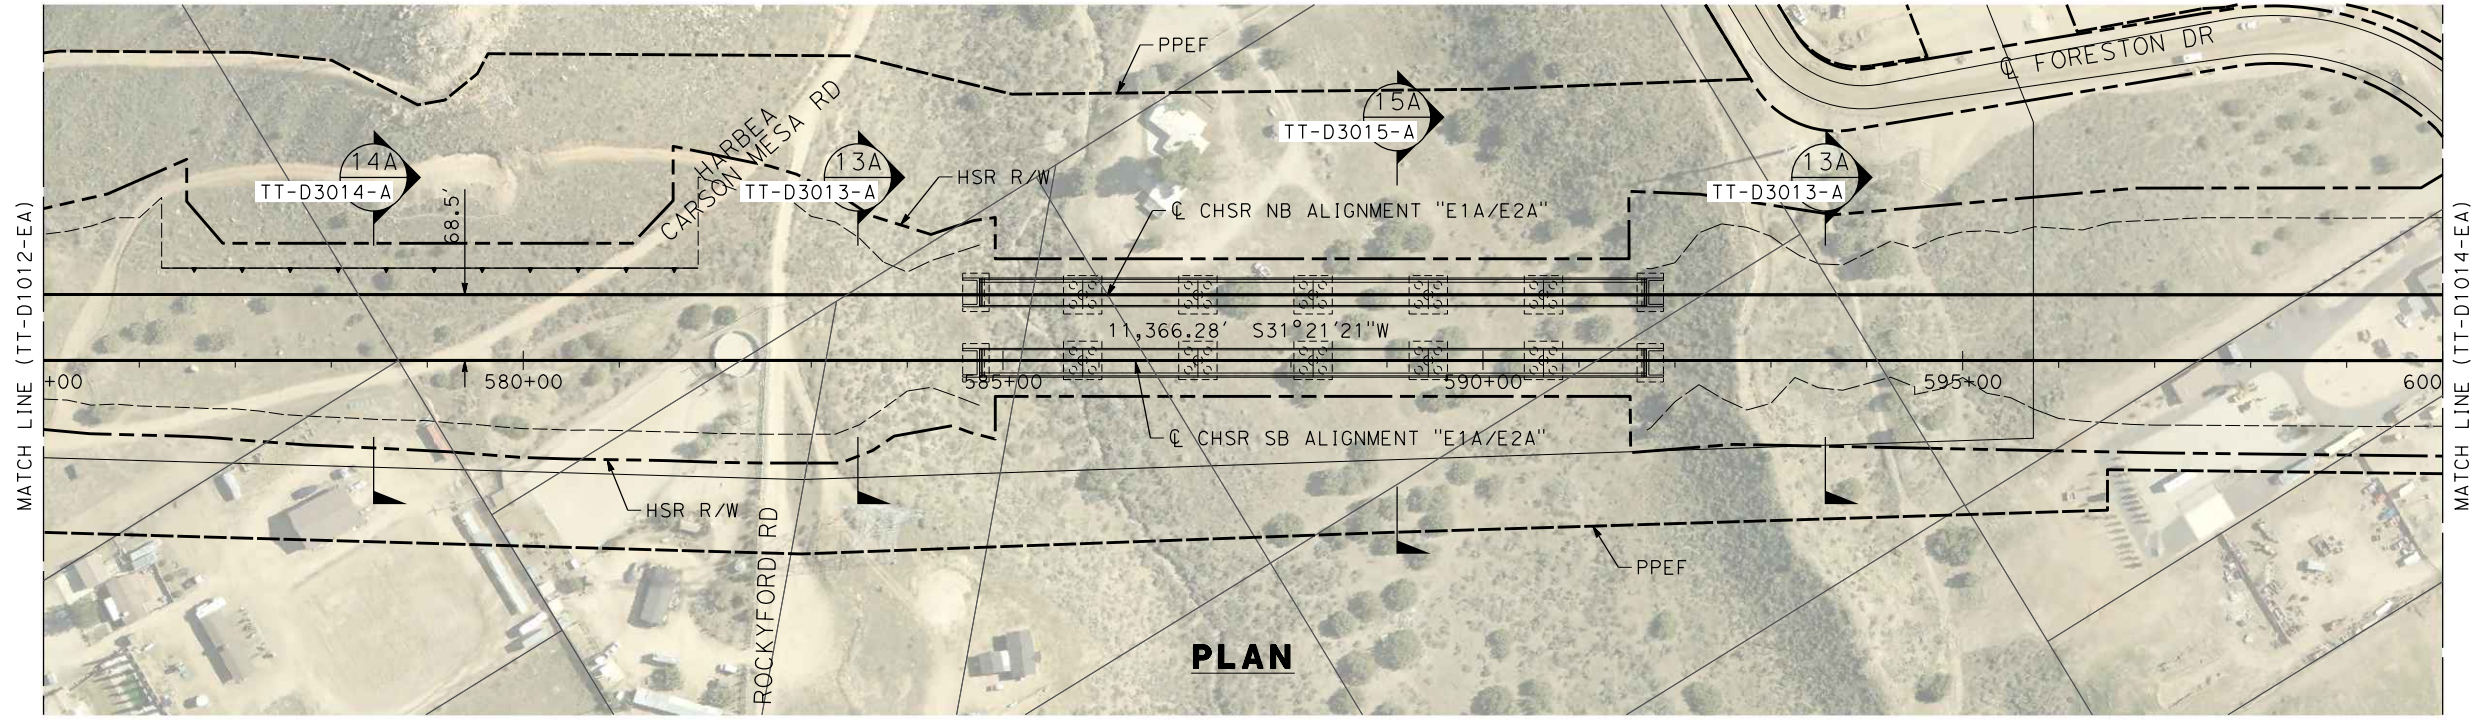 PPEF
℄ FORESTON DR
15A
TT-D3015-A
HARBEA
CARSON MESA RD
14A
TT-D3014-A
13A
TT-D3013-A
HSR R/W
13A
TT-D3013-A
68.5'
℄ CHSR NB ALIGNMENT "E1A/E2A"
MATCH LINE (TT-D1012-EA)
MATCH LINE (TT-D1014-EA)
11,366.28' S31°21'21"W
+00
580+00
585+00
590+00
595+00
600
℄ CHSR SB ALIGNMENT "E1A/E2A"
HSR R/W
ROCKYFORD RD
PPEF
PLAN